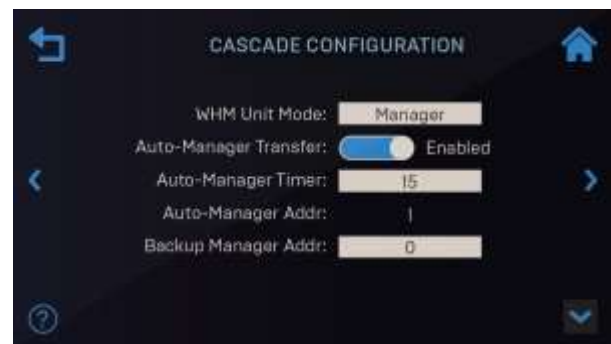 CASCADE CONFIGURATION
WHM Unit Mode: Manager
Auto-Manager Transfer: Enabled
Auto-Manager Timer: 15
Auto-Manager Addr: 1
Backup Manager Addr: 0
?